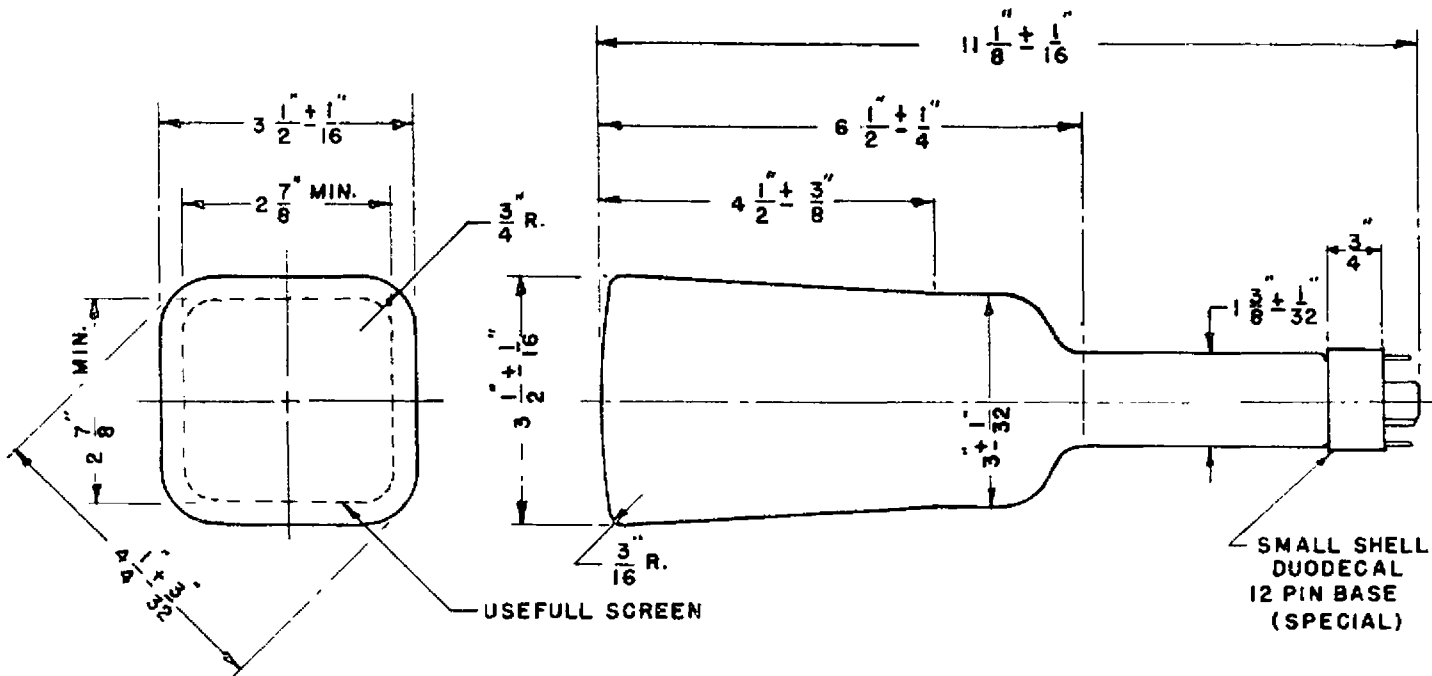 11 1/8" ± 1/16"
3 1/2" ± 1/16"
6 1/2" ± 1/4"
2 7/8" MIN.
4 1/2" ± 3/8"
3/4" R.
3/4"
1 3/8" ± 1/32"
2 7/8" MIN.
3 1/2" ± 1/16"
3" ± 1/32"
4 1/4" ± 3/32"
3/16" R.
USEFULL SCREEN
SMALL SHELL
DUODECAL
12 PIN BASE
(SPECIAL)